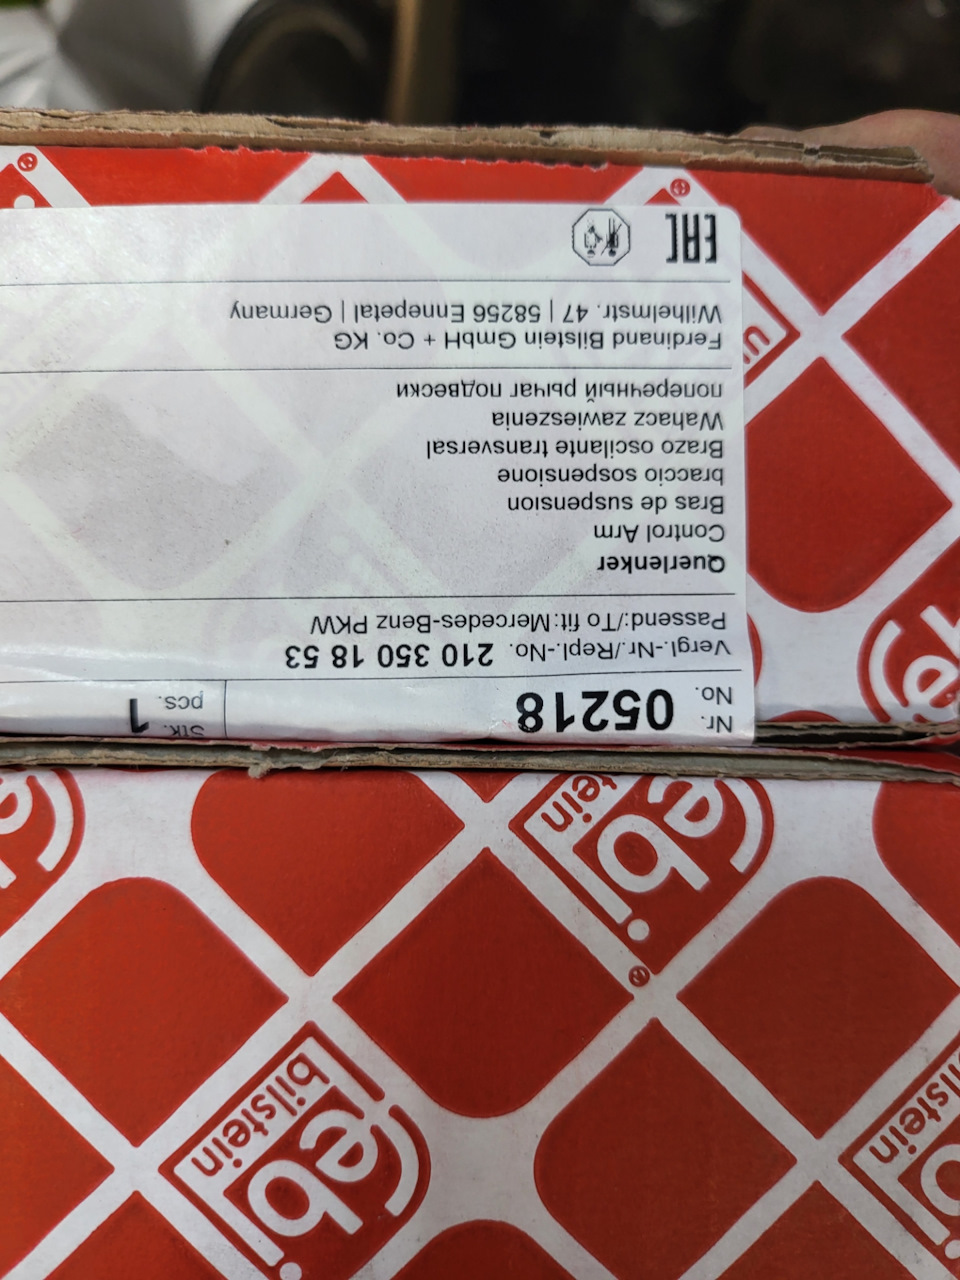 Nr. 05218 Stk. 1
No. pcs.
Vergl.-Nr./Repl.-No. 210 350 18 53
Passend:/To fit: Mercedes-Benz PKW
Querlenker
Control Arm
Bras de suspension
braccio sospensione
Brazo oscilante transversal
Wahacz zawieszenia
поперечный рычаг подвески
Ferdinand Bilstein GmbH + Co. KG
Wilhelmstr. 47 | 58256 Ennepetal | Germany
EAC
febi
bilstein
febi
bilstein